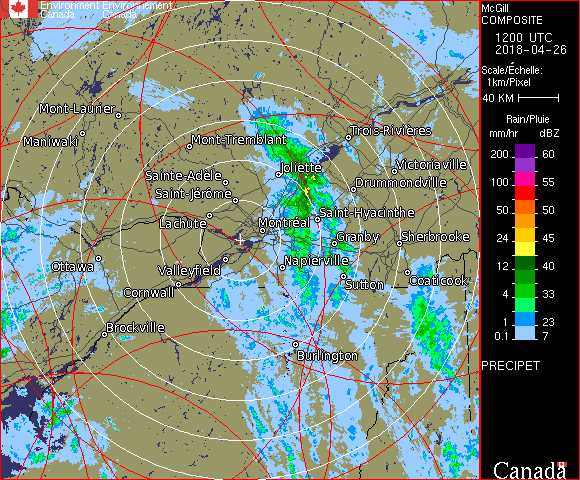 Environment Environnement
Canada Canada
McGill
COMPOSITE
1200 UTC
2018-04-26
Scale/Échelle:
1km/Pixel
40 KM
Rain/Pluie
mm/hr dBZ
200 60
100 55
50 50
24 45
12 40
4 33
1 23
0.1 7
PRECIPET
Canada
Mont-Laurier
Maniwaki
Mont-Tremblant
Trois-Rivières
Joliette
Victoriaville
Sainte-Adèle
Drummondville
Saint-Jérôme
Saint-Hyacinthe
Lachute
Montréal
Granby
Sherbrooke
Ottawa
Valleyfield
Napierville
Cornwall
Sutton
Coaticook
Brockville
Burlington